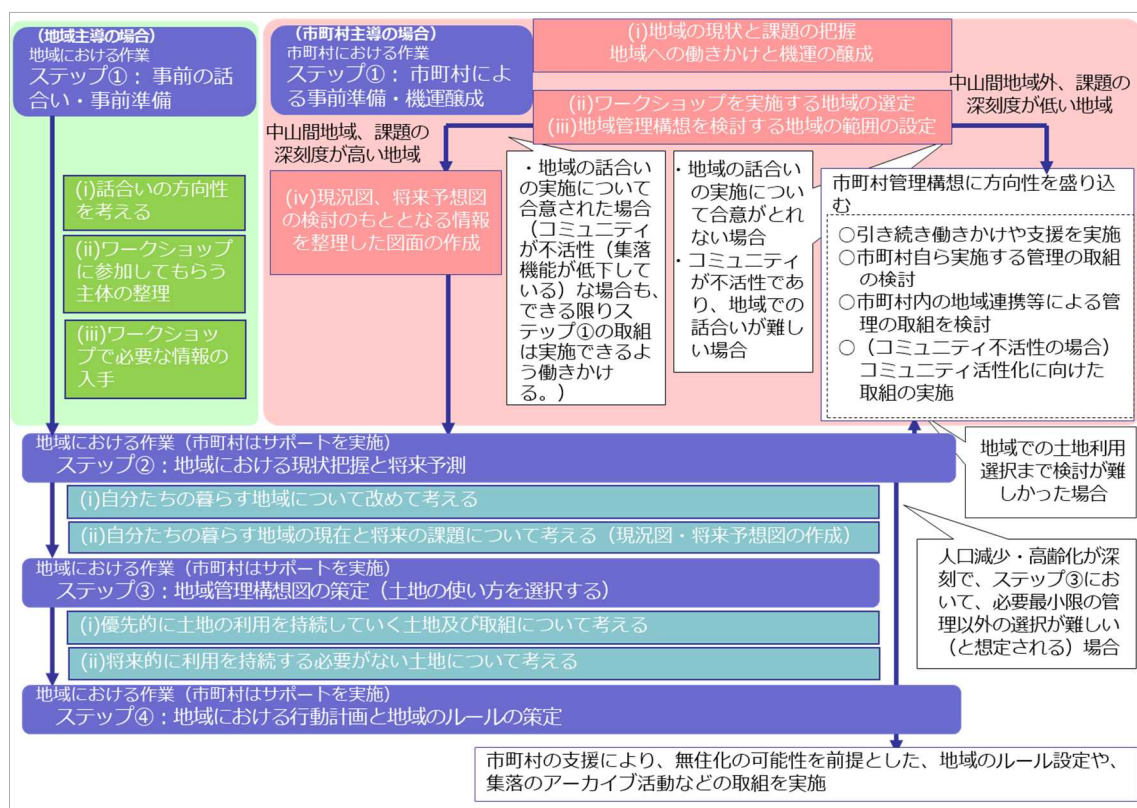 (地域主導の場合)
地域における作業
ステップ①： 事前の話
合い・事前準備
(i)話合いの方向性
を考える
(ii)ワークショップ
に参加してもらう
主体の整理
(iii)ワークショッ
プで必要な情報の
入手
(市町村主導の場合)
市町村における作業
ステップ①：市町村によ
る事前準備・機運醸成
(i)地域の現状と課題の把握
地域への働きかけと機運の醸成
(ii)ワークショップを実施する地域の選定
(iii)地域管理構想を検討する地域の範囲の設定
中山間地域、課題の
深刻度が高い地域
中山間地域外、課題の
深刻度が低い地域
(iv)現況図、将来予想図
の検討のもととなる情報
を整理した図面の作成
・地域の話合い
の実施について
合意された場合
（コミュニティ
が不活性（集落
機能が低下して
いる）な場合も、
できる限りス
テップ①の取組
は実施できるよ
う働きかけ
る。）
・地域の話合い
の実施につい
て合意がとれ
ない場合
・コミュニティ
が不活性であ
り、地域での
話合いが難し
い場合
市町村管理構想に方向性を盛り込
む
○引き続き働きかけや支援を実施
○市町村自ら実施する管理の取組
の検討
○市町村内の地域連携等による管
理の取組を検討
○（コミュニティ不活性の場合）
コミュニティ活性化に向けた
取組の実施
地域における作業（市町村はサポートを実施）
ステップ②：地域における現状把握と将来予測
(i)自分たちの暮らす地域について改めて考える
(ii)自分たちの暮らす地域の現在と将来の課題について考える（現況図・将来予想図の作成）
地域における作業（市町村はサポートを実施）
ステップ③：地域管理構想図の策定（土地の使い方を選択する）
(i)優先的に土地の利用を持続していく土地及び取組について考える
(ii)将来的に利用を持続する必要がない土地について考える
地域における作業（市町村はサポートを実施）
ステップ④：地域における行動計画と地域のルールの策定
地域での土地利用
選択まで検討が難
しかった場合
人口減少・高齢化が深
刻で、ステップ③にお
いて、必要最小限の管
理以外の選択が難しい
（と想定される）場合
市町村の支援により、無住化の可能性を前提とした、地域のルール設定や、
集落のアーカイブ活動などの取組を実施